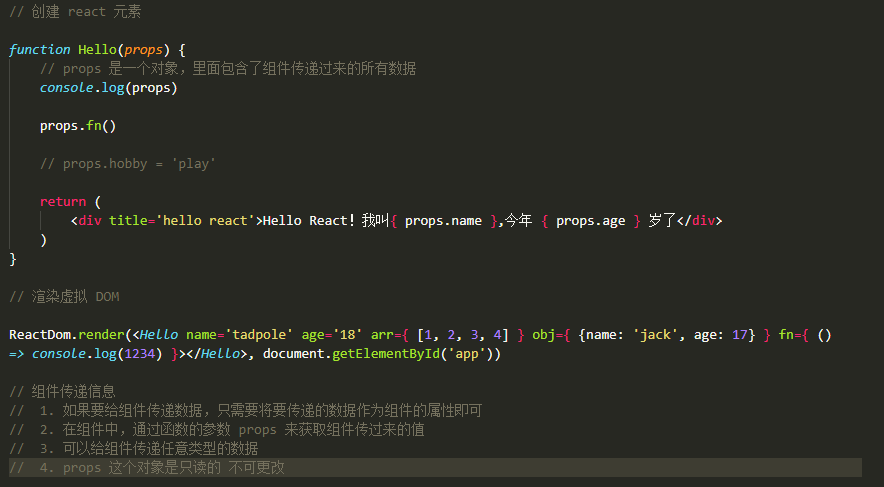 // 创建 react 元素
function Hello(props) {
// props 是一个对象，里面包含了组件传递过来的所有数据
console.log(props)
props.fn()
// props.hobby = 'play'
return (
<div title='hello react'>Hello React! 我叫{ props.name },今年 { props.age } 岁了</div>
)
}
// 渲染虚拟 DOM
ReactDom.render(<Hello name='tadpole' age='18' arr={ [1, 2, 3, 4] } obj={ {name: 'jack', age: 17} } fn={ ()
=> console.log(1234) }></Hello>, document.getElementById('app'))
// 组件传递信息
//  1. 如果要给组件传递数据，只需要将要传递的数据作为组件的属性即可
//  2. 在组件中，通过函数的参数 props 来获取组件传过来的值
//  3. 可以给组件传递任意类型的数据
//  4. props 这个对象是只读的 不可更改